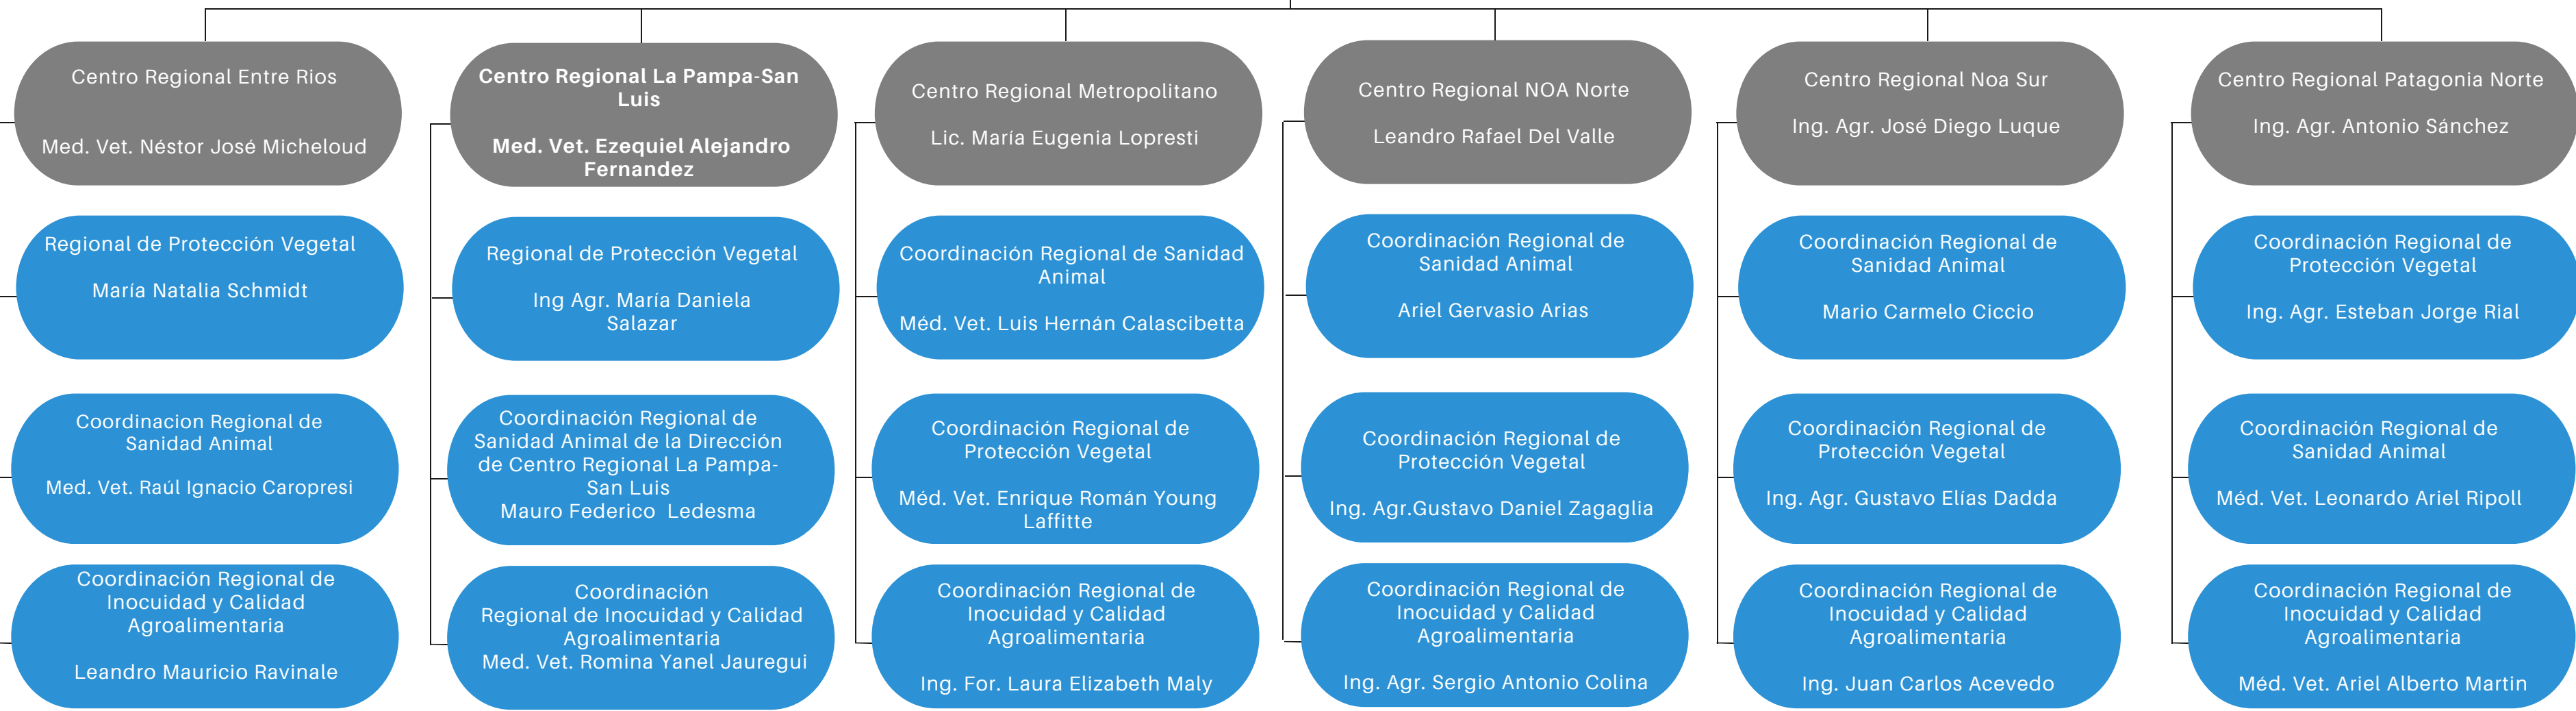 Centro Regional Entre Rios
Med. Vet. Néstor José Micheloud
Regional de Protección Vegetal
María Natalia Schmidt
Coordinacion Regional de
Sanidad Animal
Med. Vet. Raúl Ignacio Caropresi
Coordinación Regional de
Inocuidad y Calidad
Agroalimentaria
Leandro Mauricio Ravinale
Centro Regional La Pampa-San
Luis
Med. Vet. Ezequiel Alejandro
Fernandez
Regional de Protección Vegetal
Ing Agr. María Daniela
Salazar
Coordinación Regional de
Sanidad Animal de la Dirección
de Centro Regional La Pampa-
San Luis
Mauro Federico Ledesma
Coordinación
Regional de Inocuidad y Calidad
Agroalimentaria
Med. Vet. Romina Yanel Jauregui
Centro Regional Metropolitano
Lic. María Eugenia Lopresti
Coordinación Regional de Sanidad
Animal
Méd. Vet. Luis Hernán Calascibetta
Coordinación Regional de
Protección Vegetal
Méd. Vet. Enrique Román Young
Laffitte
Coordinación Regional de
Inocuidad y Calidad
Agroalimentaria
Ing. For. Laura Elizabeth Maly
Centro Regional NOA Norte
Leandro Rafael Del Valle
Coordinación Regional de
Sanidad Animal
Ariel Gervasio Arias
Coordinación Regional de
Protección Vegetal
Ing. Agr.Gustavo Daniel Zagaglia
Coordinación Regional de
Inocuidad y Calidad
Agroalimentaria
Ing. Agr. Sergio Antonio Colina
Centro Regional Noa Sur
Ing. Agr. José Diego Luque
Coordinación Regional de
Sanidad Animal
Mario Carmelo Ciccio
Coordinación Regional de
Protección Vegetal
Ing. Agr. Gustavo Elías Dadda
Coordinación Regional de
Inocuidad y Calidad
Agroalimentaria
Ing. Juan Carlos Acevedo
Centro Regional Patagonia Norte
Ing. Agr. Antonio Sánchez
Coordinación Regional de
Protección Vegetal
Ing. Agr. Esteban Jorge Rial
Coordinación Regional de
Sanidad Animal
Méd. Vet. Leonardo Ariel Ripoll
Coordinación Regional de
Inocuidad y Calidad
Agroalimentaria
Méd. Vet. Ariel Alberto Martin